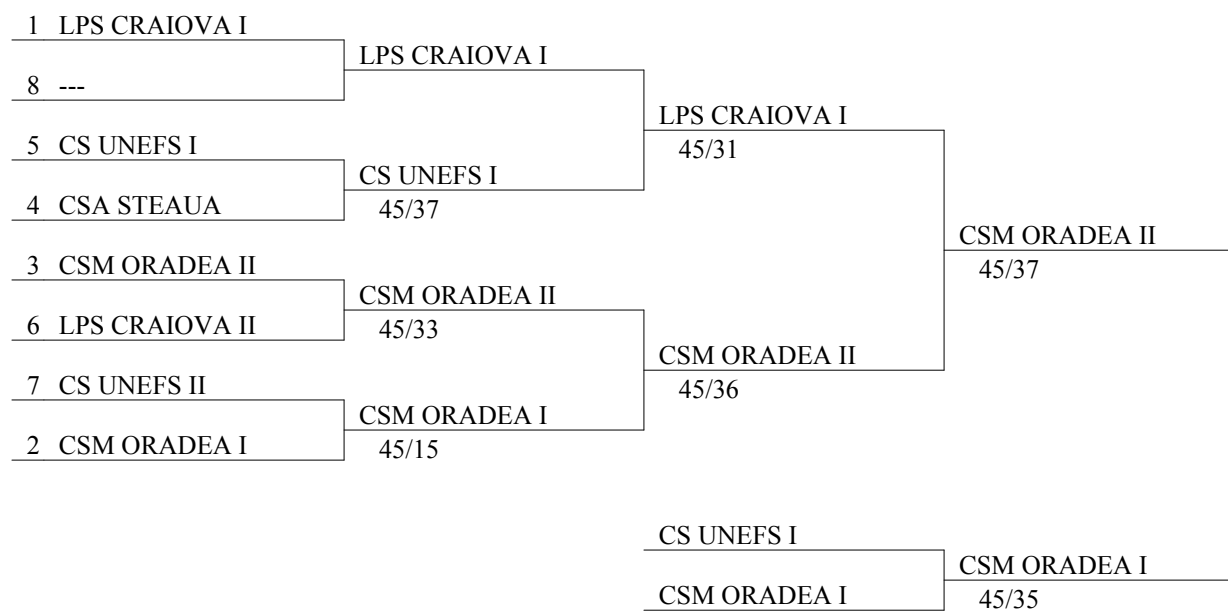 1 LPS CRAIOVA I
LPS CRAIOVA I
8 ---
LPS CRAIOVA I
45/31
5 CS UNEFS I
CS UNEFS I
45/37
4 CSA STEAUA
CSM ORADEA II
45/37
3 CSM ORADEA II
CSM ORADEA II
45/33
6 LPS CRAIOVA II
CSM ORADEA II
45/36
7 CS UNEFS II
CSM ORADEA I
45/15
2 CSM ORADEA I
CS UNEFS I
CSM ORADEA I
45/35
CSM ORADEA I